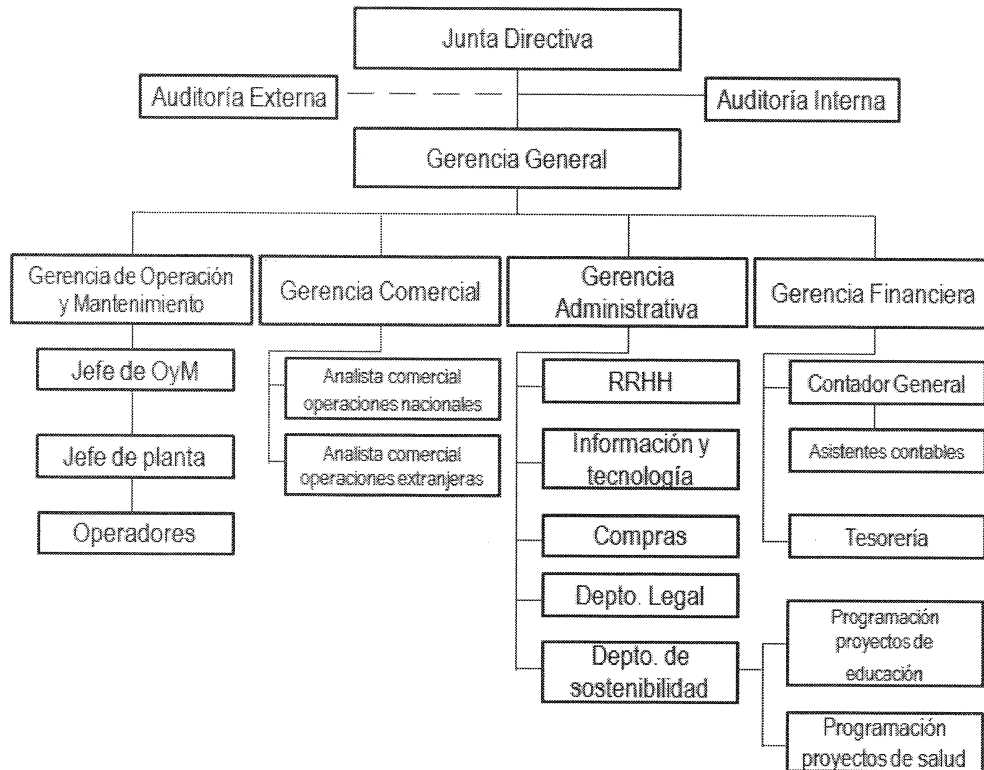 Junta Directiva
Auditoría Externa
Auditoría Interna
Gerencia General
Gerencia de Operación
y Mantenimiento
Gerencia Comercial
Gerencia
Administrativa
Gerencia Financiera
Jefe de OyM
Jefe de planta
Operadores
Analista comercial
operaciones nacionales
Analista comercial
operaciones extranjeras
RRHH
Información y
tecnología
Compras
Depto. Legal
Depto. de
sostenibilidad
Contador General
Asistentes contables
Tesorería
Programación
proyectos de
educación
Programación
proyectos de salud